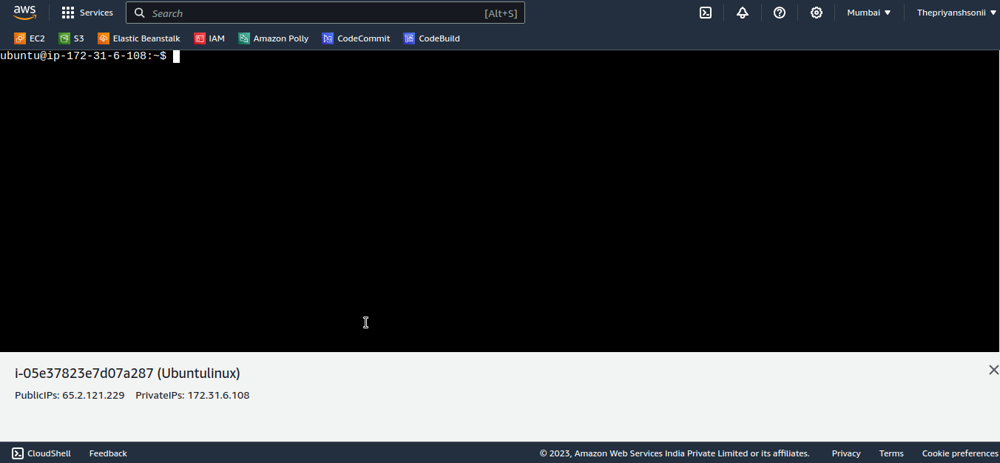 aws Services Search [Alt+S] Mumbai Thepriyanshsonii
EC2 S3 Elastic Beanstalk IAM Amazon Polly CodeCommit CodeBuild
ubuntu@ip-172-31-6-108:~$
i-05e37823e7d07a287 (Ubuntulinux)
PublicIPs: 65.2.121.229 PrivateIPs: 172.31.6.108
CloudShell Feedback © 2023, Amazon Web Services India Private Limited or its affiliates. Privacy Terms Cookie preferences